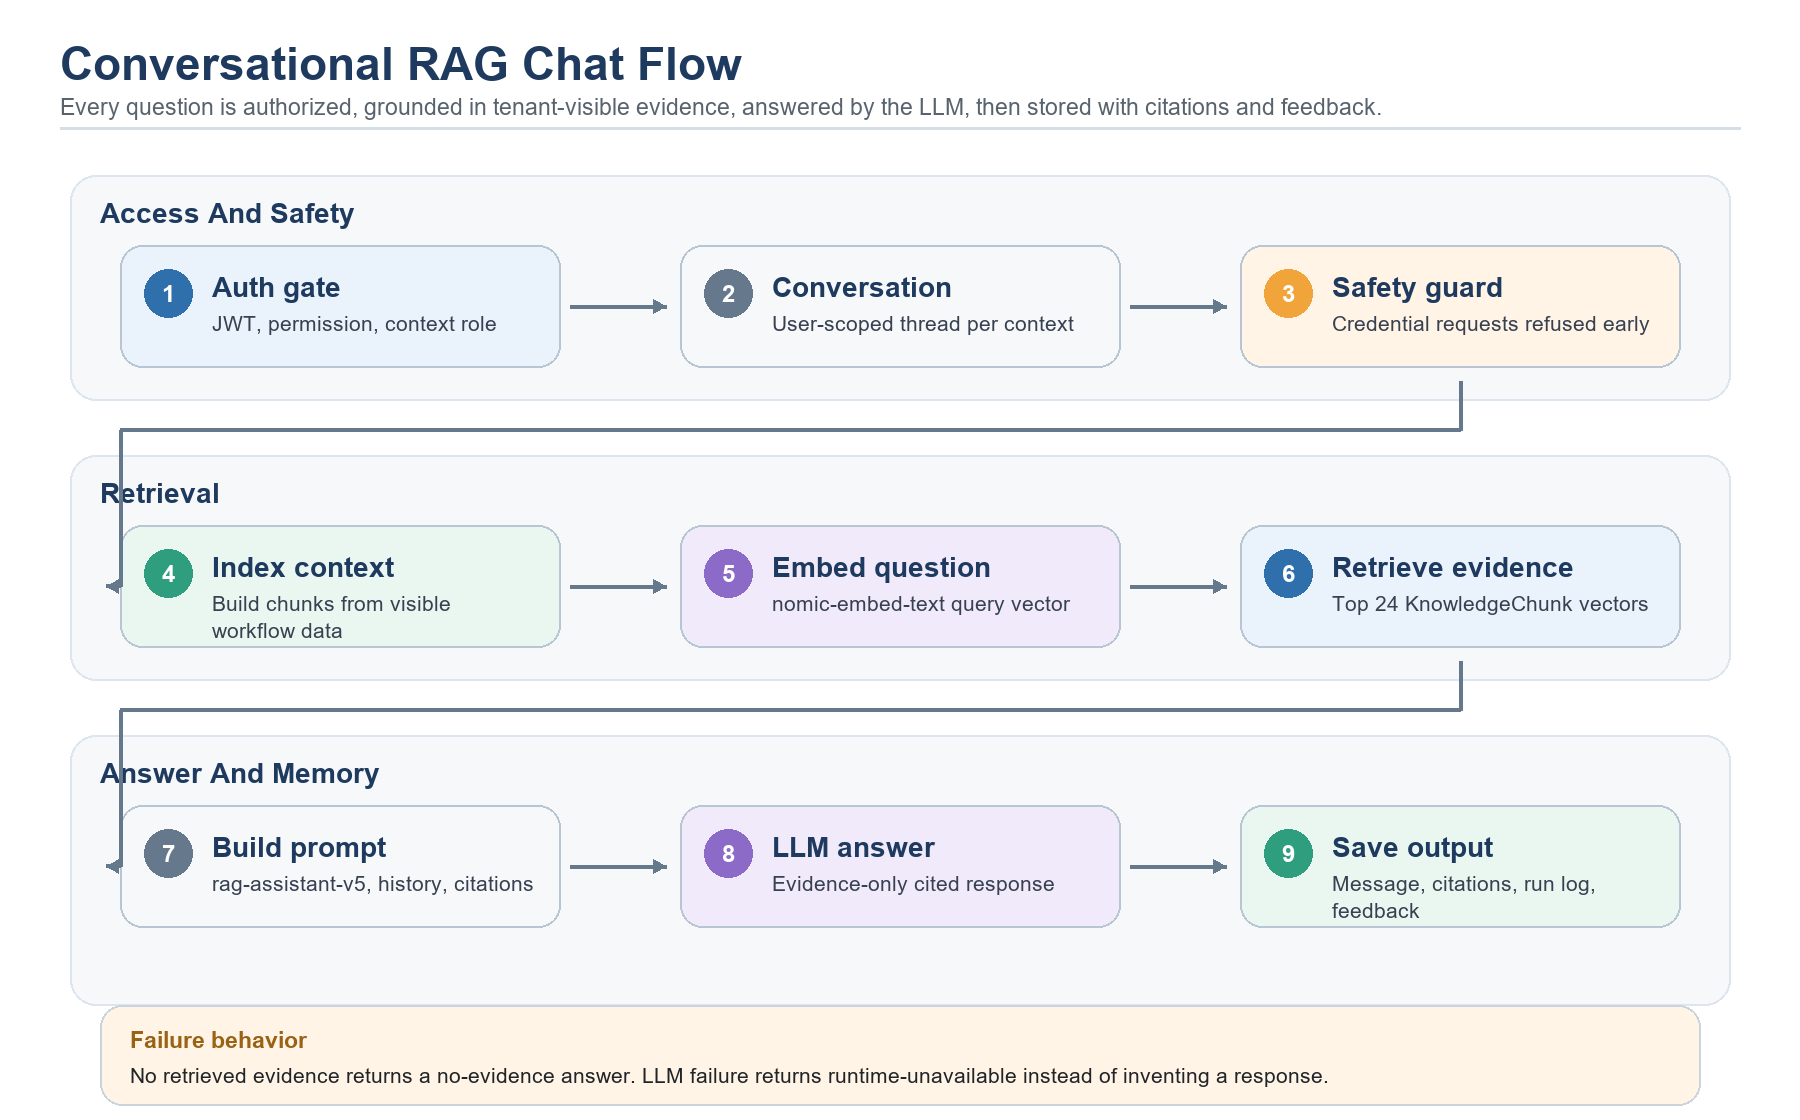 Conversational RAG Chat Flow
Every question is authorized, grounded in tenant-visible evidence, answered by the LLM, then stored with citations and feedback.
Access And Safety
1
Auth gate
JWT, permission, context role
2
Conversation
User-scoped thread per context
3
Safety guard
Credential requests refused early
Retrieval
4
Index context
Build chunks from visible
workflow data
5
Embed question
nomic-embed-text query vector
6
Retrieve evidence
Top 24 KnowledgeChunk vectors
Answer And Memory
7
Build prompt
rag-assistant-v5, history, citations
8
LLM answer
Evidence-only cited response
9
Save output
Message, citations, run log,
feedback
Failure behavior
No retrieved evidence returns a no-evidence answer. LLM failure returns runtime-unavailable instead of inventing a response.